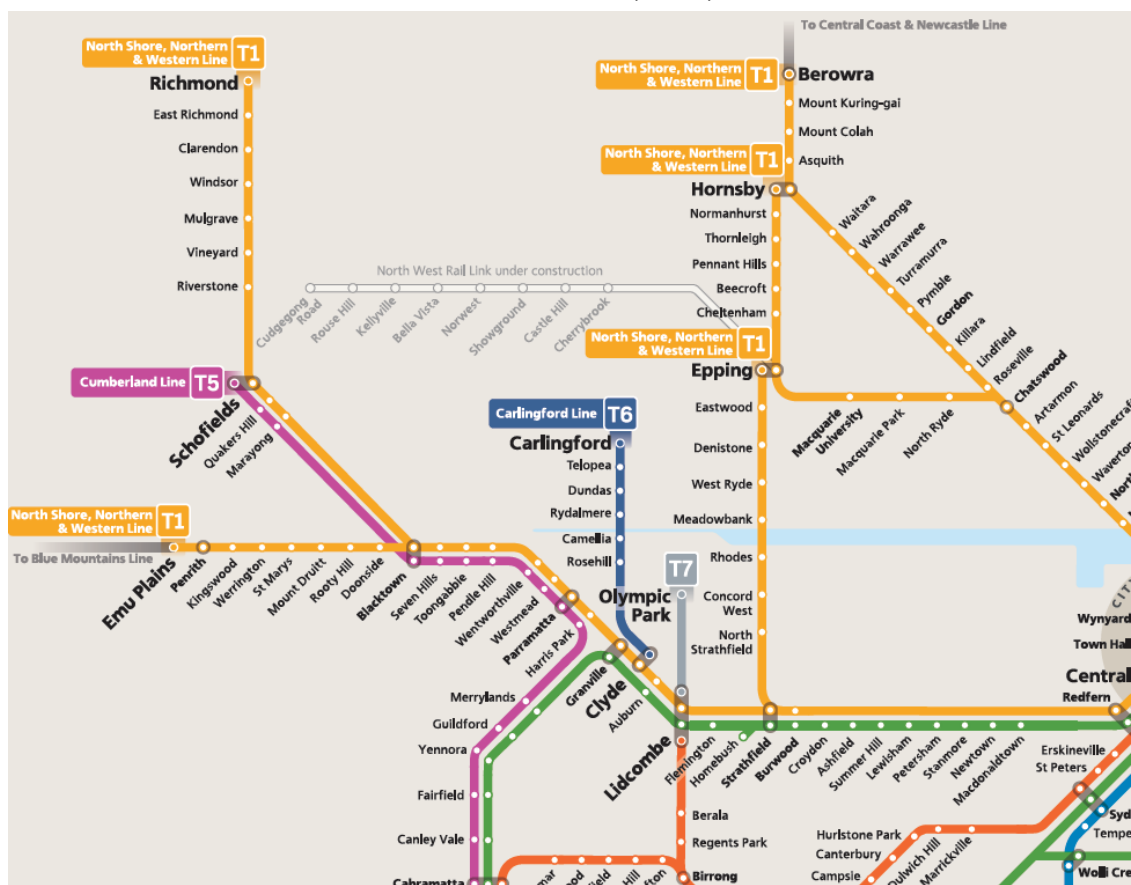 To Central Coast & Newcastle Line
North Shore, Northern
& Western Line
T1
Richmond
East Richmond
Clarendon
Windsor
Mulgrave
Vineyard
Riverstone
North Shore, Northern
& Western Line
T1
Berowra
Mount Kuring-gai
Mount Colah
Asquith
North Shore, Northern
& Western Line
T1
Hornsby
Normanhurst
Thornleigh
Pennant Hills
Beecroft
Cheltenham
Waitara
Wahroonga
Warrawee
Turramurra
Pymble
Gordon
Killara
Lindfield
Roseville
Chatswood
Artarmon
St Leonards
Wollstonecraf
Waverto
North
North West Rail Link under construction
Cudgegong
Road
Rouse Hill
Kellyville
Bella Vista
Norwest
Showground
Castle Hill
Cherrybrook
North Shore, Northern
& Western Line
T1
Epping
Eastwood
Denistone
West Ryde
Meadowbank
Rhodes
Concord
West
North
Strathfield
Macquarie
University
Macquarie Park
North Ryde
Cumberland Line
T5
Schofields
Quakers Hill
Marayong
Carlingford Line
T6
Carlingford
Telopea
Dundas
Rydalmere
Camellia
Rosehill
T7
Olympic
Park
North Shore, Northern
& Western Line
T1
To Blue Mountains Line
Emu Plains
Penrith
Kingswood
Werrington
St Marys
Mount Druitt
Rooty Hill
Doonside
Blacktown
Seven Hills
Toongabbie
Pendle Hill
Wentworthville
Westmead
Parramatta
Harris Park
Granville
Clyde
Auburn
Lidcombe
Flemington
Homebush
Strathfield
Burwood
Croydon
Ashfield
Summer Hill
Lewisham
Petersham
Stanmore
Newtown
Macdonaldtown
CIT
Wynyard
Town Hal
Central
Redfern
Erskineville
St Peters
Syd
Tempe
Wolli Cre
Merrylands
Guildford
Yennora
Fairfield
Canley Vale
Cabramatta
Berala
Regents Park
Birrong
Hurlstone Park
Canterbury
Campsie
Dulwich Hill
Marrickville